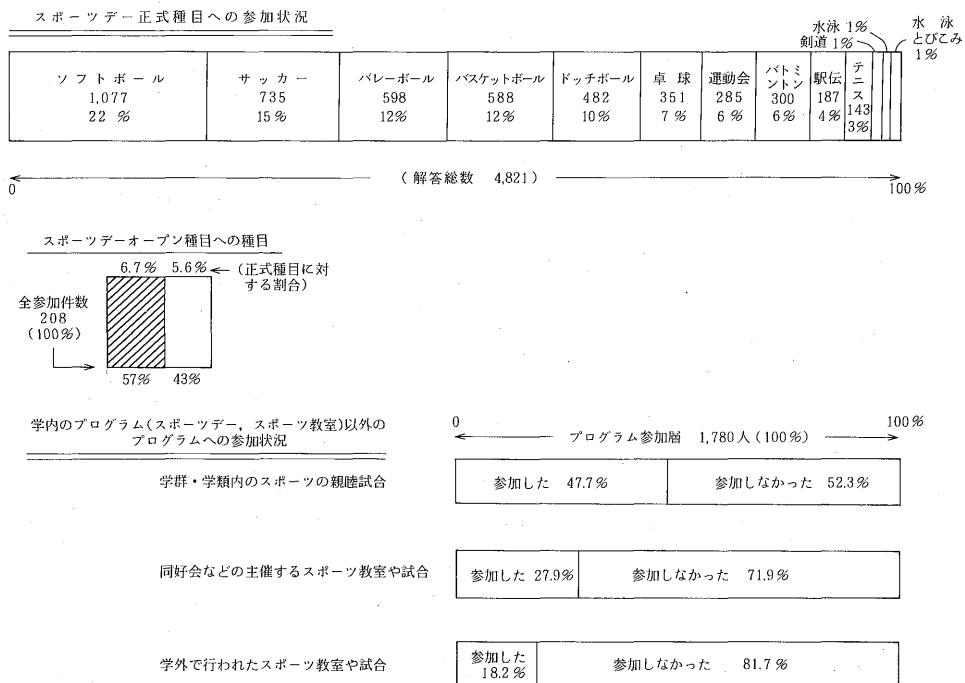 スポーツデー正式種目への参加状況
水泳 1%
水 泳
とびこみ
1%
剣道 1%
ソフトボール
1,077
22 %
サッカー
735
15%
バレーボール
598
12%
バスケットボール
588
12%
ドッチボール
482
10%
卓球
351
7 %
運動会
285
6 %
バトミ
ントン
300
6%
駅伝
187
4%
テニス
143
3%
0
(解答総数 4,821)
100%
スポーツデーオープン種目への種目
6.7% 5.6% (正式種目に対
する割合)
全参加件数
208
(100%)
57% 43%
学内のプログラム(スポーツデー,スポーツ教室)以外の
プログラムへの参加状況
0
プログラム参加層 1,780人(100%)
100%
学群・学類内のスポーツの親睦試合
参加した 47.7% 参加しなかった 52.3%
同好会などの主催するスポーツ教室や試合
参加した 27.9% 参加しなかった 71.9%
学外で行われたスポーツ教室や試合
参加した
18.2%
参加しなかった 81.7%